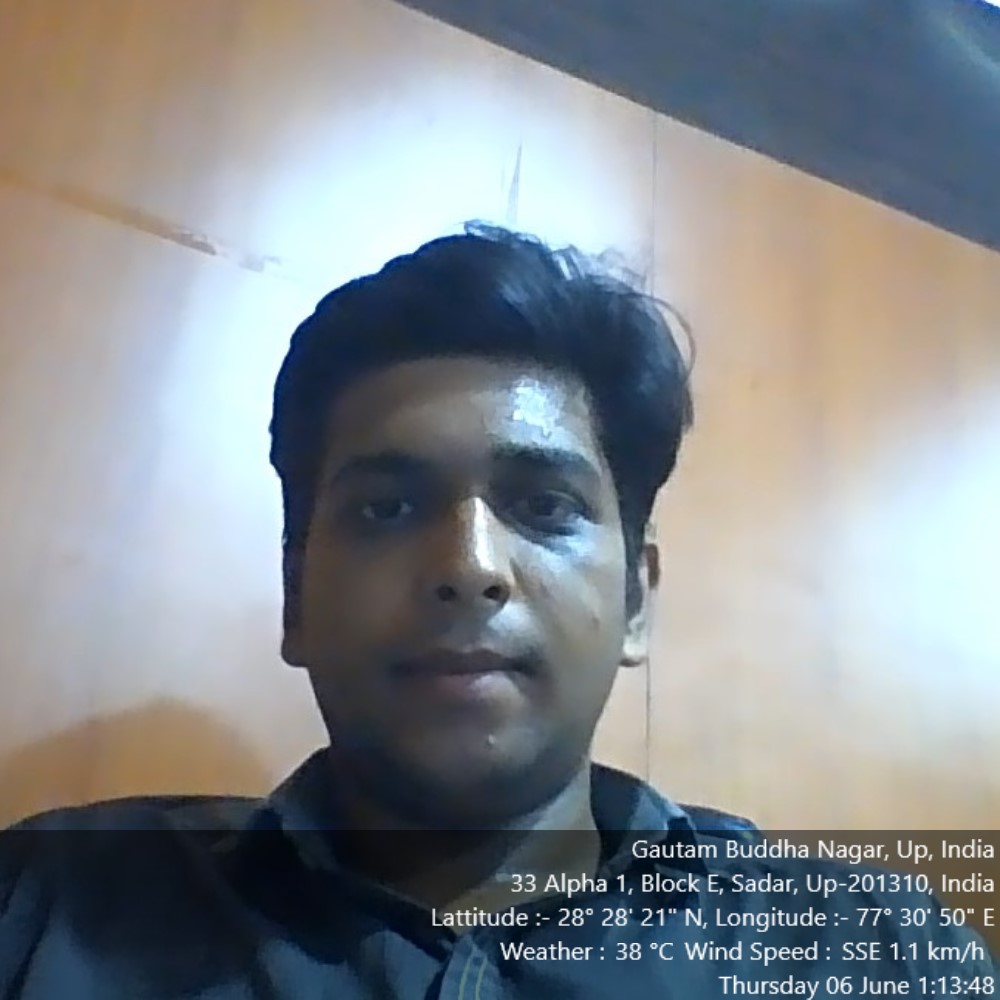 Gautam Buddha Nagar, Up, India
33 Alpha 1, Block E, Sadar, Up-201310, India
Lattitude :- 28° 28' 21" N, Longitude :- 77° 30' 50" E
Weather : 38 °C Wind Speed : SSE 1.1 km/h
Thursday 06 June 1:13:48